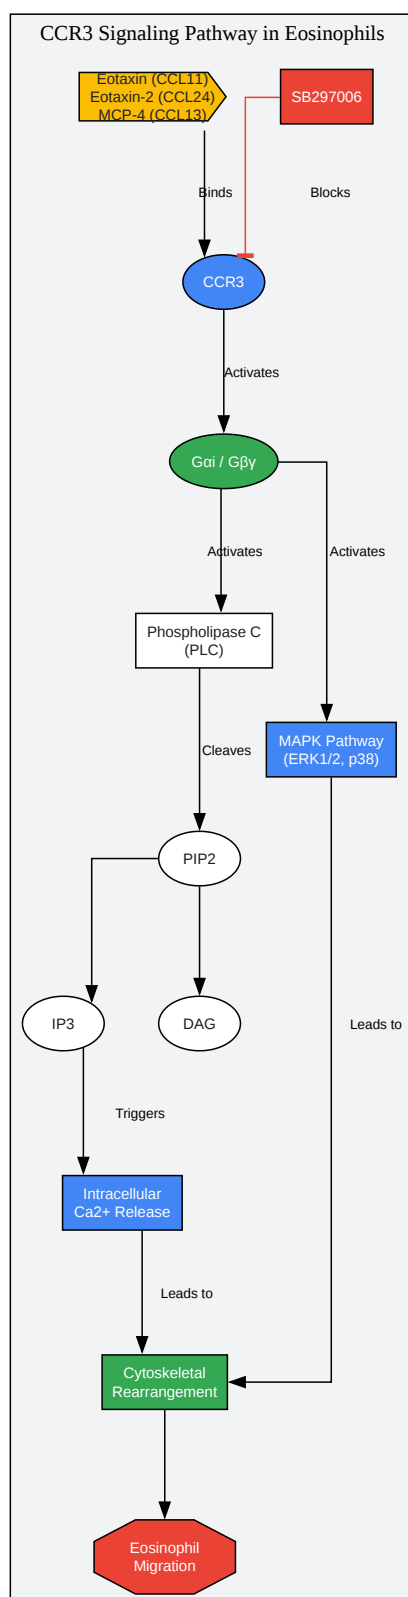 CCR3 Signaling Pathway in Eosinophils
Eotaxin (CCL11)
Eotaxin-2 (CCL24)
MCP-4 (CCL13)
SB297006
Binds
Blocks
CCR3
Activates
Gαi / Gβγ
Activates
Activates
Phospholipase C
(PLC)
MAPK Pathway
(ERK1/2, p38)
Cleaves
PIP2
IP3
DAG
Leads to
Triggers
Intracellular
Ca2+ Release
Leads to
Cytoskeletal
Rearrangement
Eosinophil
Migration